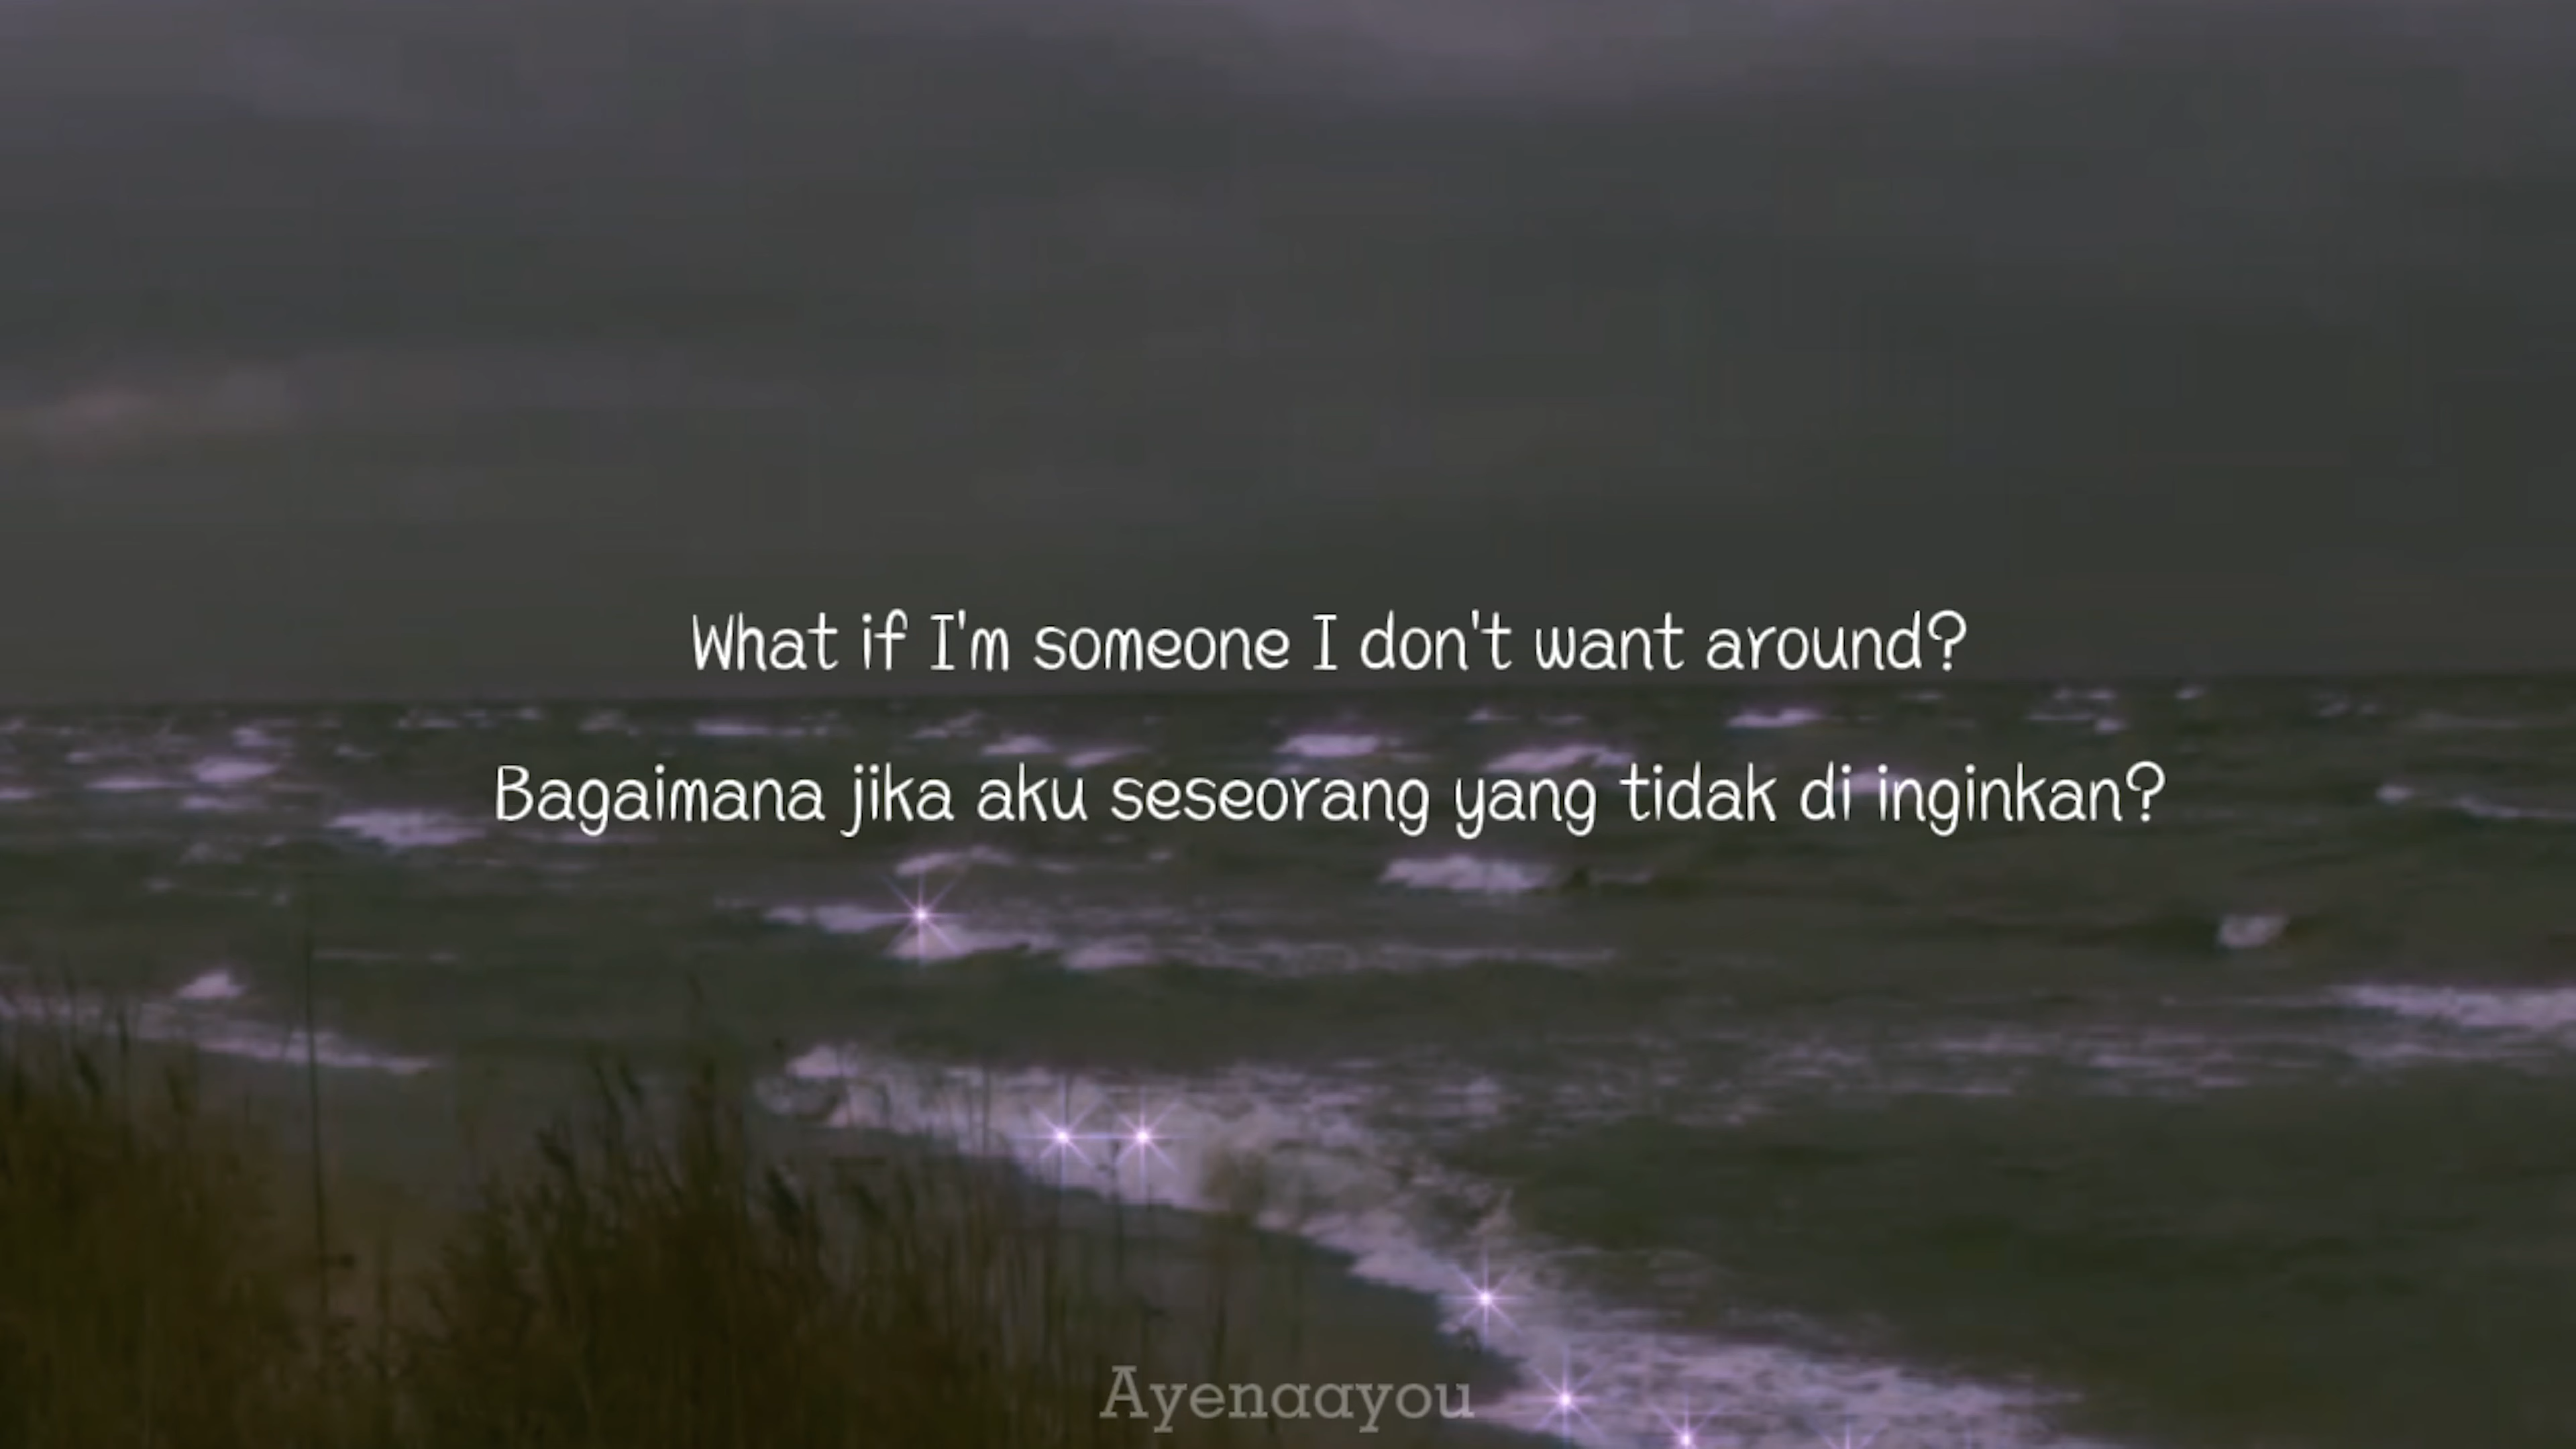 What if I'm someone I don't want around?
Bagaimana jika aku seseorang yang tidak di inginkan?
Ayenaayou